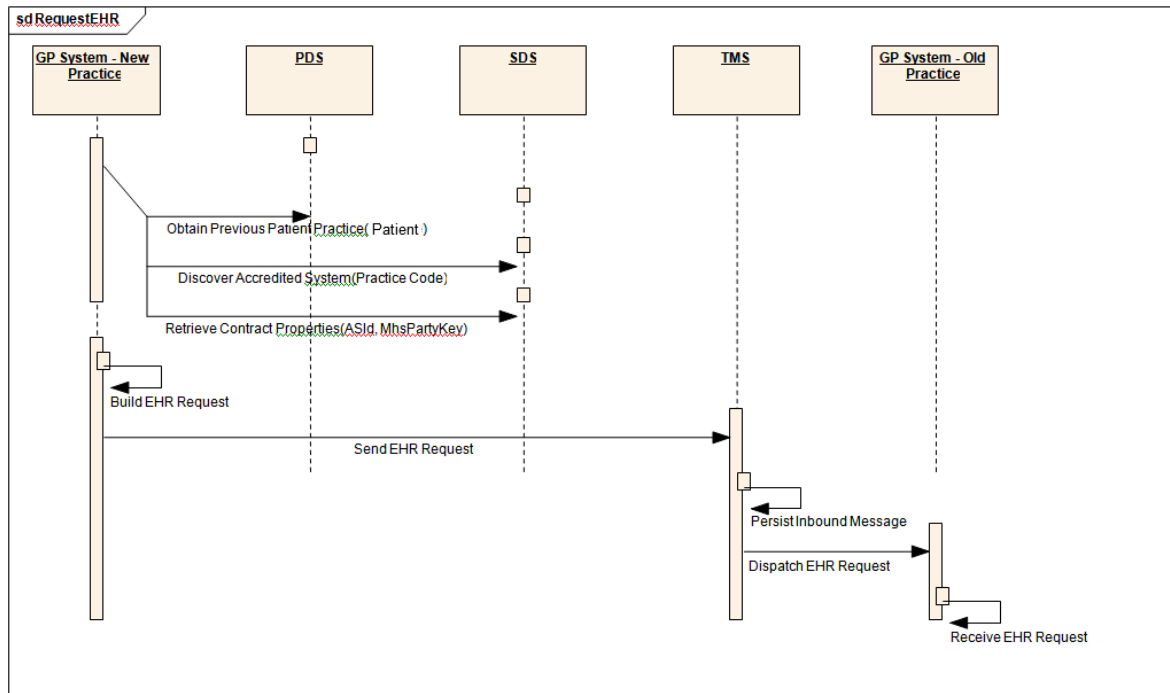 sd RequestEHR
GP System - New
Practice
PDS
SDS
TMS
GP System - Old
Practice
Obtain Previous Patient Practice( Patient )
Discover Accredited System(Practice Code)
Retrieve Contract Properties(ASId, MhsPartyKey)
Build EHR Request
Send EHR Request
Persist Inbound Message
Dispatch EHR Request
Receive EHR Request